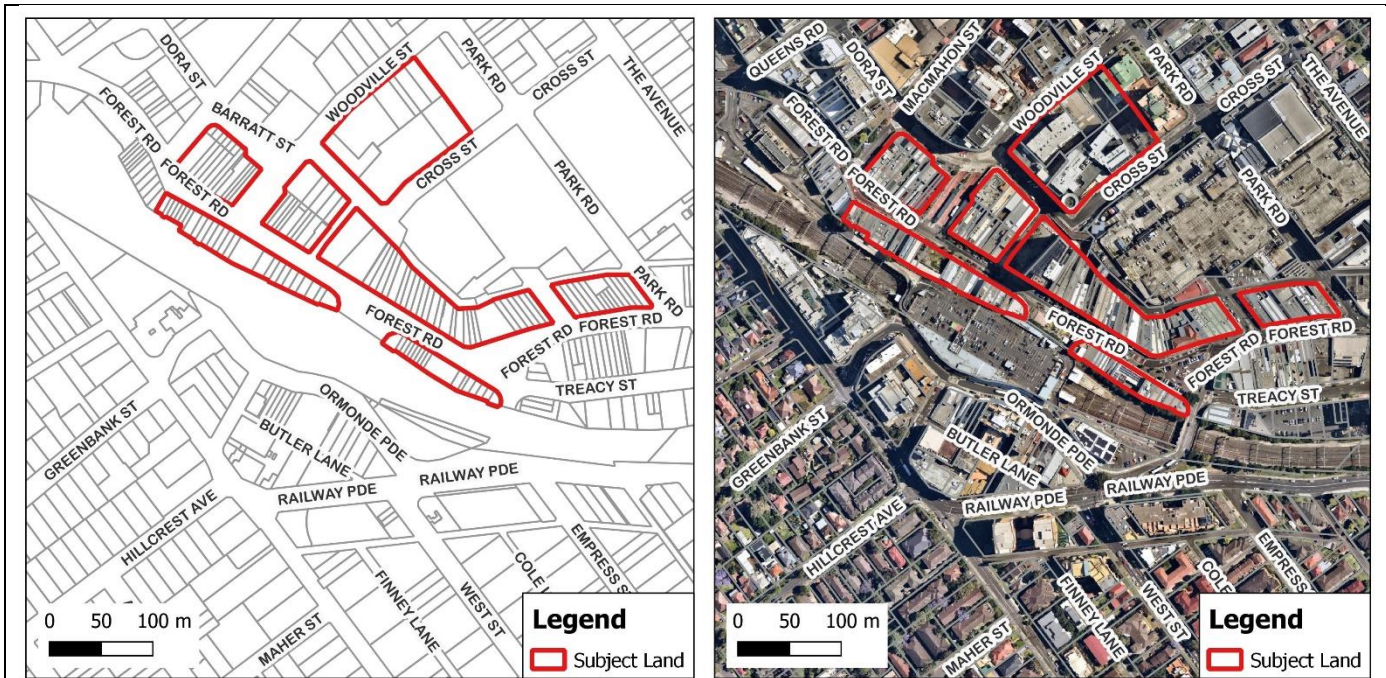 DORA ST
WOODVILLE ST
PARK RD
CROSS ST
THE AVENUE
FOREST RD
BARRATT ST
CROSS ST
FOREST RD
PARK RD
PARK RD
FOREST RD
FOREST RD
FOREST RD
TREACY ST
GREENBANK ST
ORMONDE PDE
BUTLER LANE
RAILWAY PDE
RAILWAY PDE
HILLCREST AVE
EMPRESS S
COLE
WEST ST
FINNEY LANE
MAHER ST
0 50 100 m
Legend
Subject Land
QUEENS RD
DORA ST
MACMAHON ST
WOODVILLE ST
PARK RD
CROSS ST
THE AVENUE
FOREST RD
CROSS ST
FOREST RD
PARK RD
FOREST RD
FOREST RD
FOREST RD
TREACY ST
GREENBANK ST
ORMONDE PDE
BUTLER LANE
RAILWAY PDE
RAILWAY PDE
HILLCREST AVE
EMPRESS
COLE
WEST ST
FINNEY LANE
MAHER ST
0 50 100 m
Legend
Subject Land